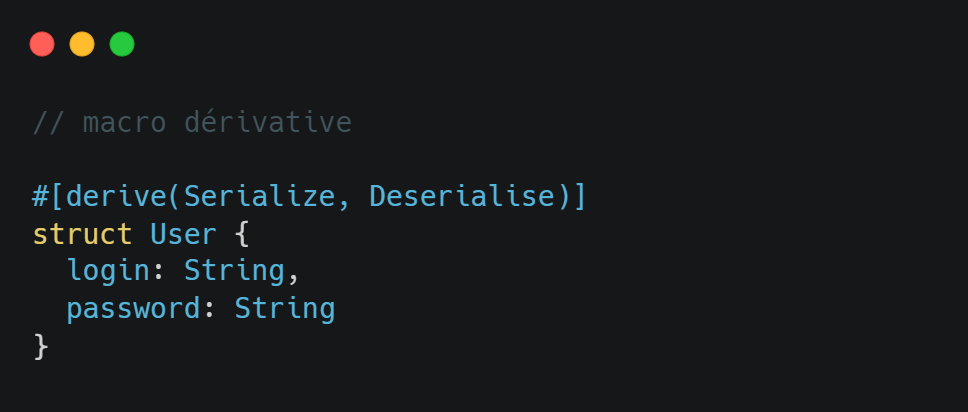 // macro dérivative
#[derive(Serialize, Deserialise)]
struct User {
  login: String,
  password: String
}